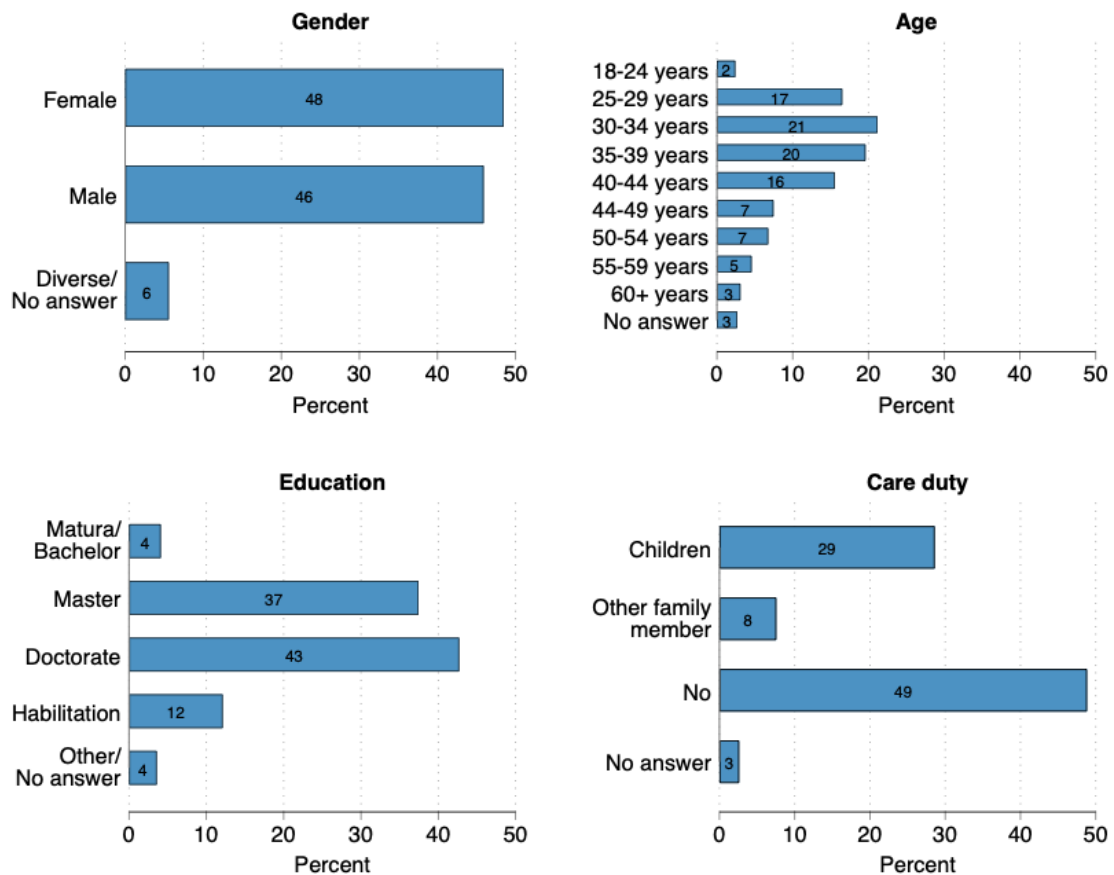 Gender
Female
48
Male
46
Diverse/
No answer
6
0 10 20 30 40 50
Percent
Age
18-24 years
2
25-29 years
17
30-34 years
21
35-39 years
20
40-44 years
16
44-49 years
7
50-54 years
7
55-59 years
5
60+ years
3
No answer
3
0 10 20 30 40 50
Percent
Education
Matura/
Bachelor
4
Master
37
Doctorate
43
Habilitation
12
Other/
No answer
4
0 10 20 30 40 50
Percent
Care duty
Children
29
Other family
member
8
No
49
No answer
3
0 10 20 30 40 50
Percent